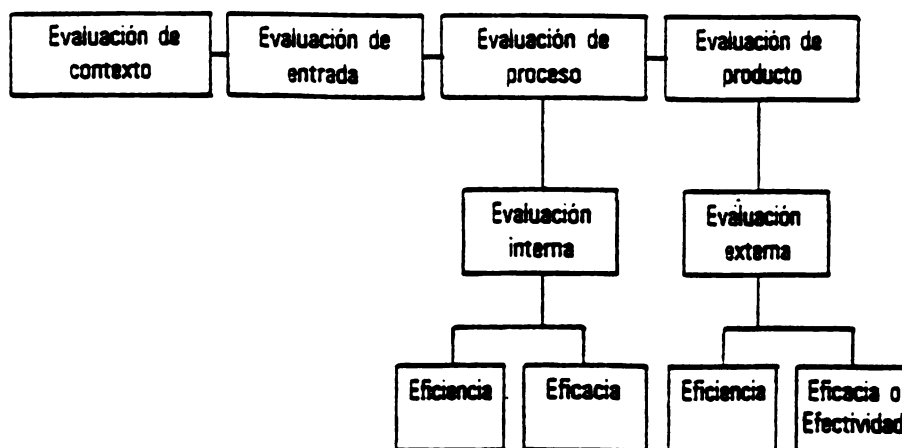 Evaluación de
contexto
Evaluación de
entrada
Evaluación de
proceso
Evaluación de
producto
Evaluación
interna
Evaluación
externa
Eficiencia
Eficacia
Eficiencia
Eficacia o
Efectividad